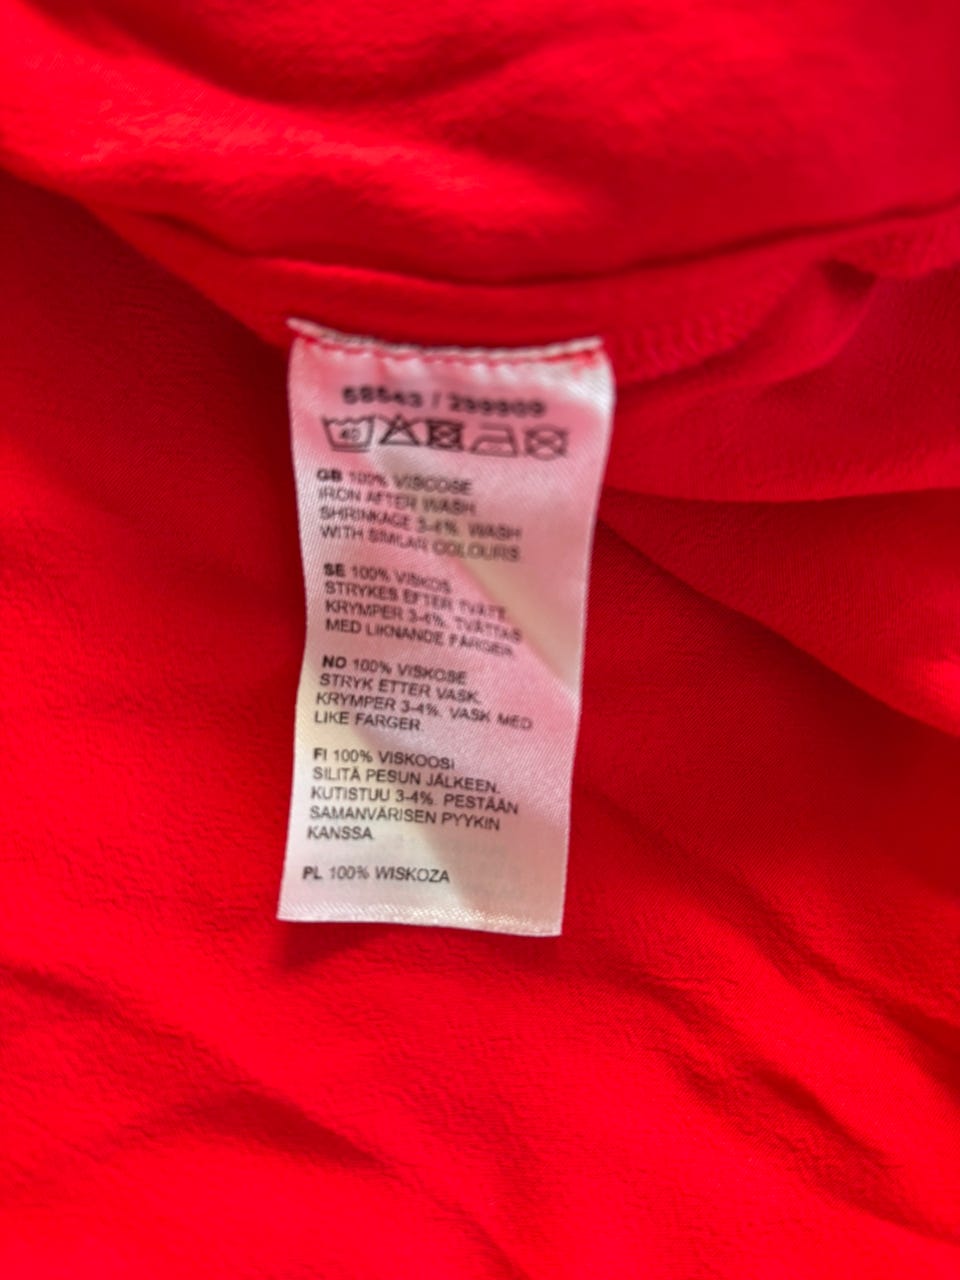 40
GB 100% VISCOSE
IRON AFTER WASH.
SHRINKAGE 3-4%. WASH
WITH SIMILAR COLOURS.
SE 100% VISKOS
STRYKES EFTER TVÄTT.
KRYMPER 3-4%. TVÄTTAS
MED LIKNANDE FÄRGER.
NO 100% VISKOSE
STRYK ETTER VASK.
KRYMPER 3-4%. VASK MED
LIKE FARGER.
FI 100% VISKOOSI
SILITÄ PESUN JÄLKEEN.
KUTISTUU 3-4%. PESTÄÄN
SAMANVÄRISEN PYYKIN
KANSSA.
PL 100% WISKOZA